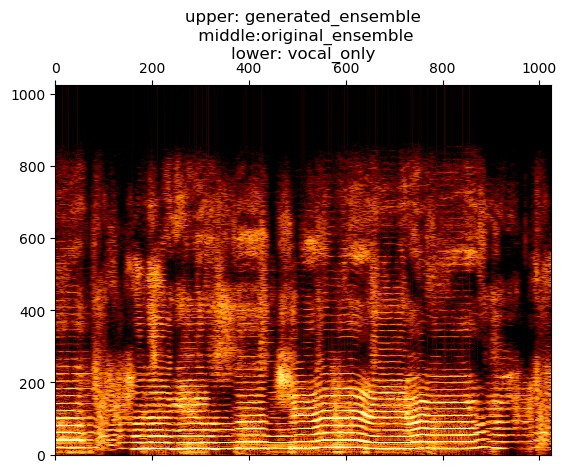 upper: generated_ensemble
middle:original_ensemble
lower: vocal_only
0 200 400 600 800 1000
1000
800
600
400
200
0